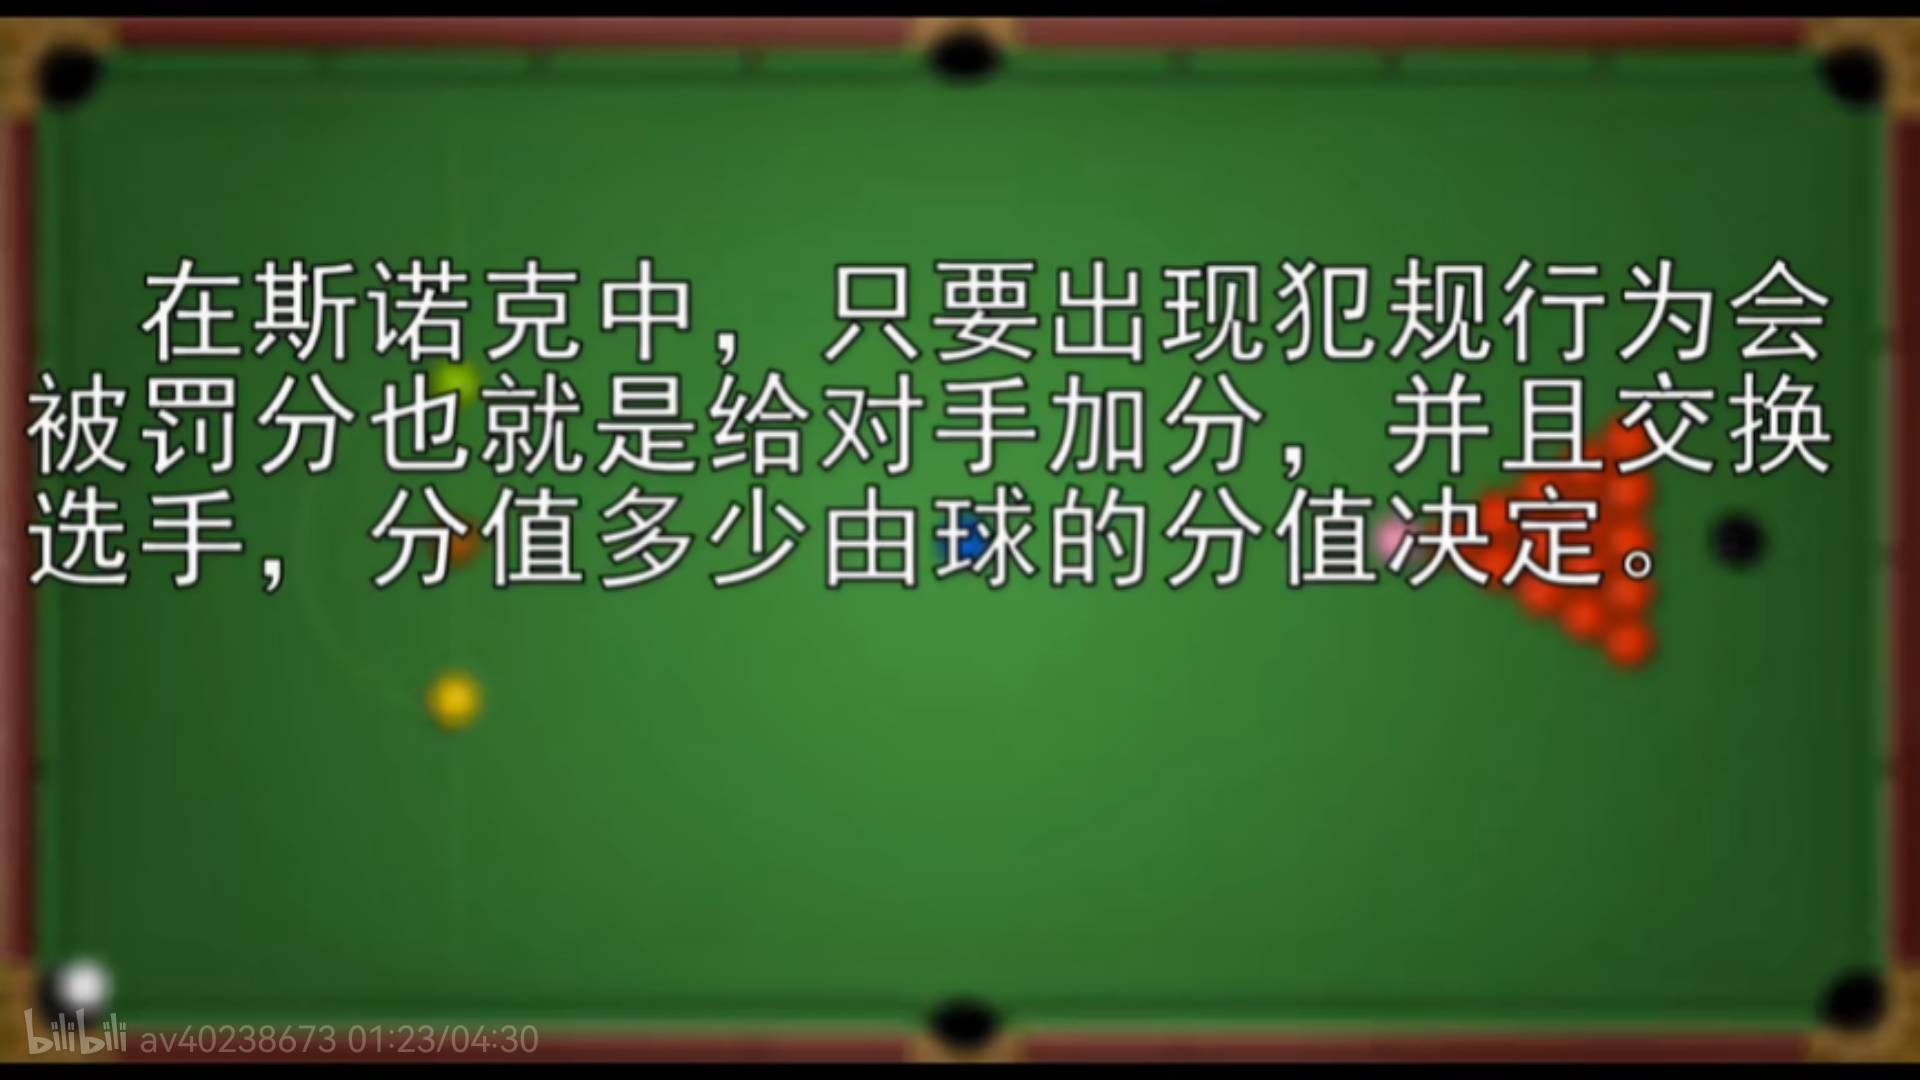 在斯诺克中，只要出现犯规行为会
被罚分也就是给对手加分，并且交换
选手，分值多少由球的分值决定。
bilibili av40238673 01:23/04:30